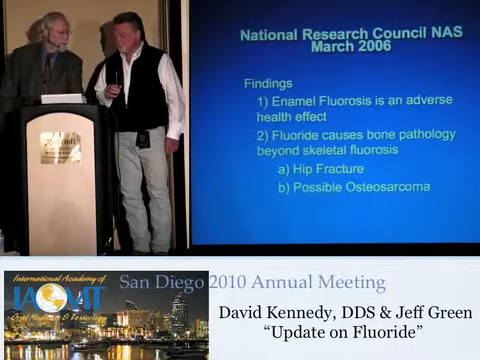 National Research Council NAS
March 2006
Findings
1) Enamel Fluorosis is an adverse
health effect
2) Fluoride causes bone pathology
beyond skeletal fluorosis
a) Hip Fracture
b) Possible Osteosarcoma
Marriott
International Academy of
IAOMT
Oral Medicine & Toxicology
San Diego 2010 Annual Meeting
David Kennedy, DDS & Jeff Green
“Update on Fluoride”